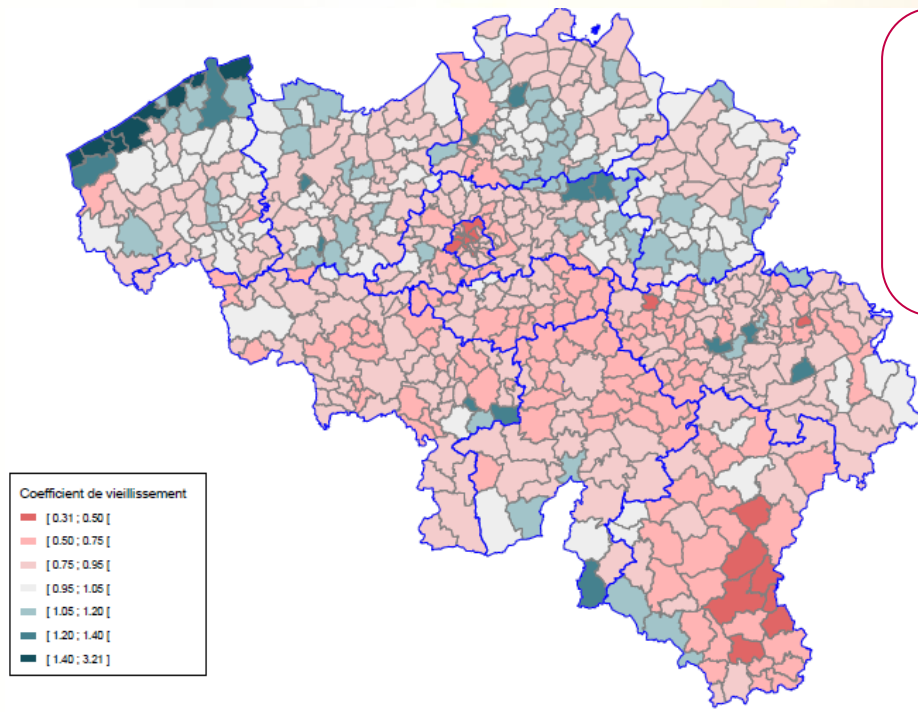 Coefficient de vieillissement
[ 0.31 ; 0.50 [
[ 0.50 ; 0.75 [
[ 0.75 ; 0.95 [
[ 0.95 ; 1.05 [
[ 1.05 ; 1.20 [
[ 1.20 ; 1.40 [
[ 1.40 ; 3.21 ]